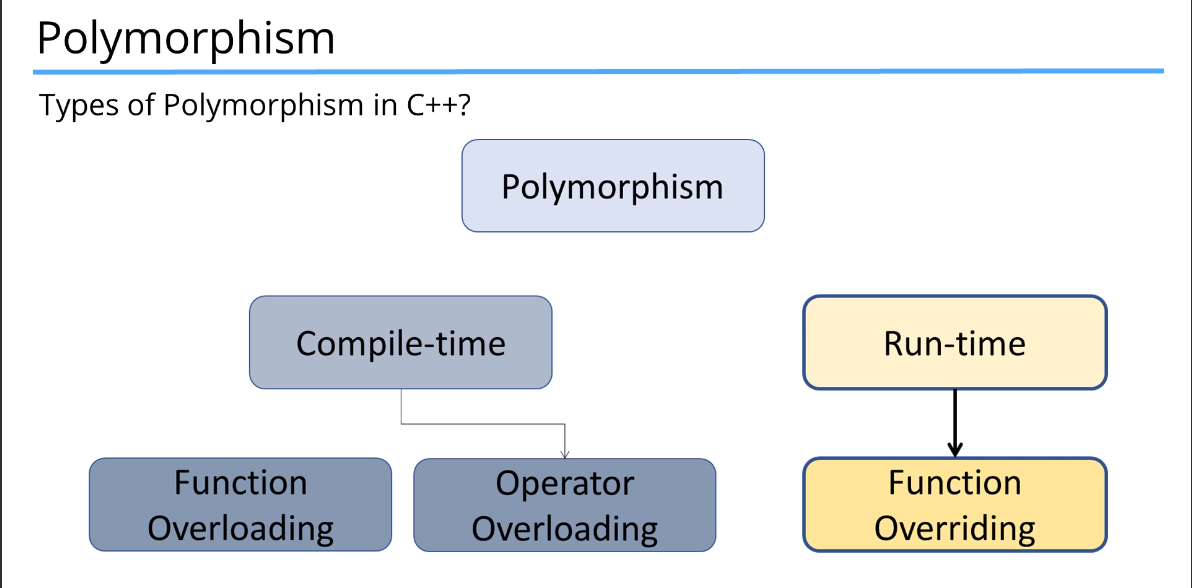 Polymorphism
Types of Polymorphism in C++?
Polymorphism
Compile-time
Run-time
Function
Overloading
Operator
Overloading
Function
Overriding